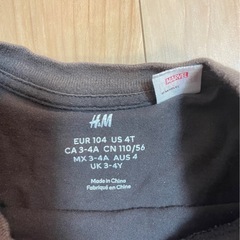 MARVEL
H&M
EUR 104 US 4T
CA 3-4A CN 110/56
MX 3-4A AUS 4
UK 3-4Y
Made in China
Fabriqué en Chine